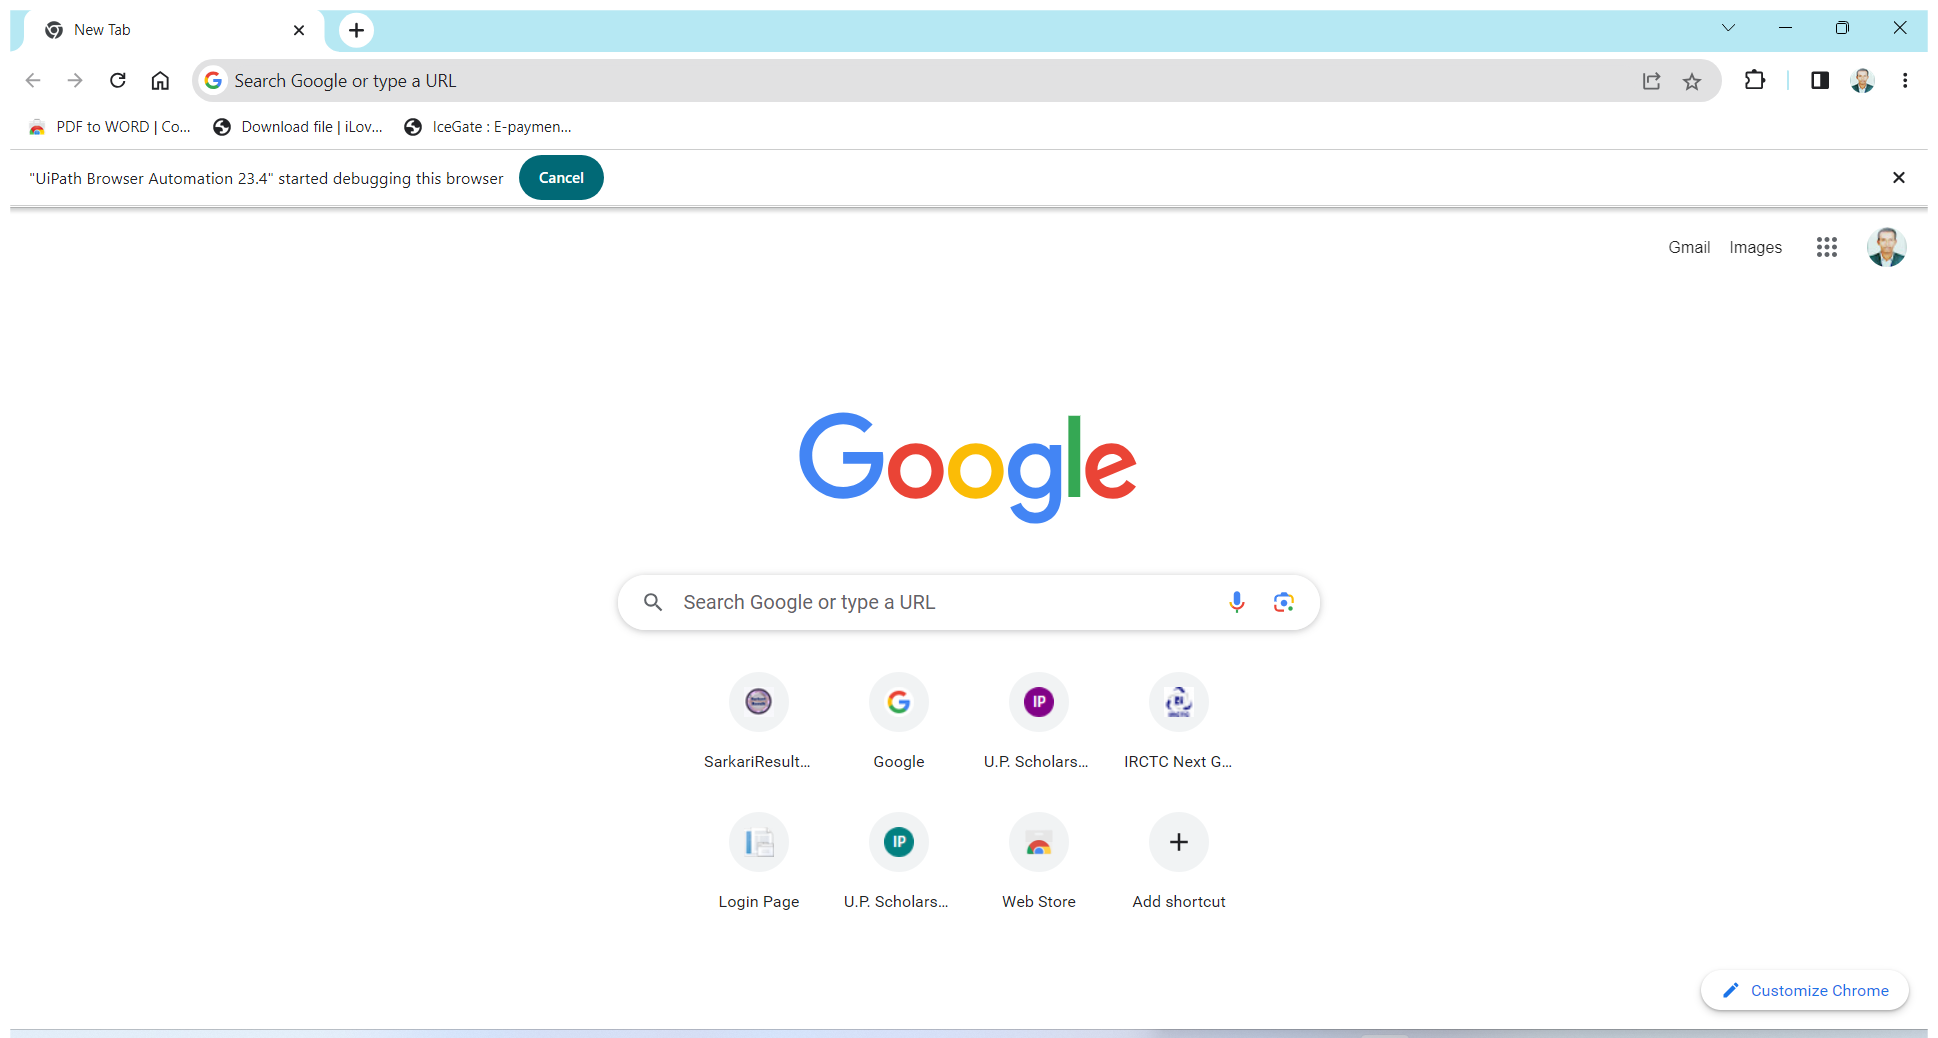 New Tab
Search Google or type a URL
PDF to WORD | Co... Download file | iLov... IceGate : E-paymen...
"UiPath Browser Automation 23.4" started debugging this browser Cancel
Gmail Images
Google
Search Google or type a URL
IP
SarkariResult... Google U.P. Scholars... IRCTC Next G...
IP
Login Page U.P. Scholars... Web Store Add shortcut
Customize Chrome